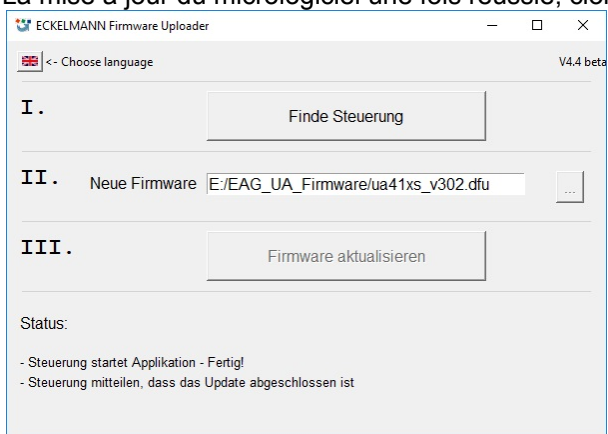 La mise à jour du micrologiciel une fois réussie,
ECKELMANN Firmware Uploader
<- Choose language V4.4 beta
I. Finde Steuerung
II. Neue Firmware E:/EAG_UA_Firmware/ua41xs_v302.dfu ...
III. Firmware aktualisieren
Status:
- Steuerung startet Applikation - Fertig!
- Steuerung mitteilen, dass das Update abgeschlossen ist